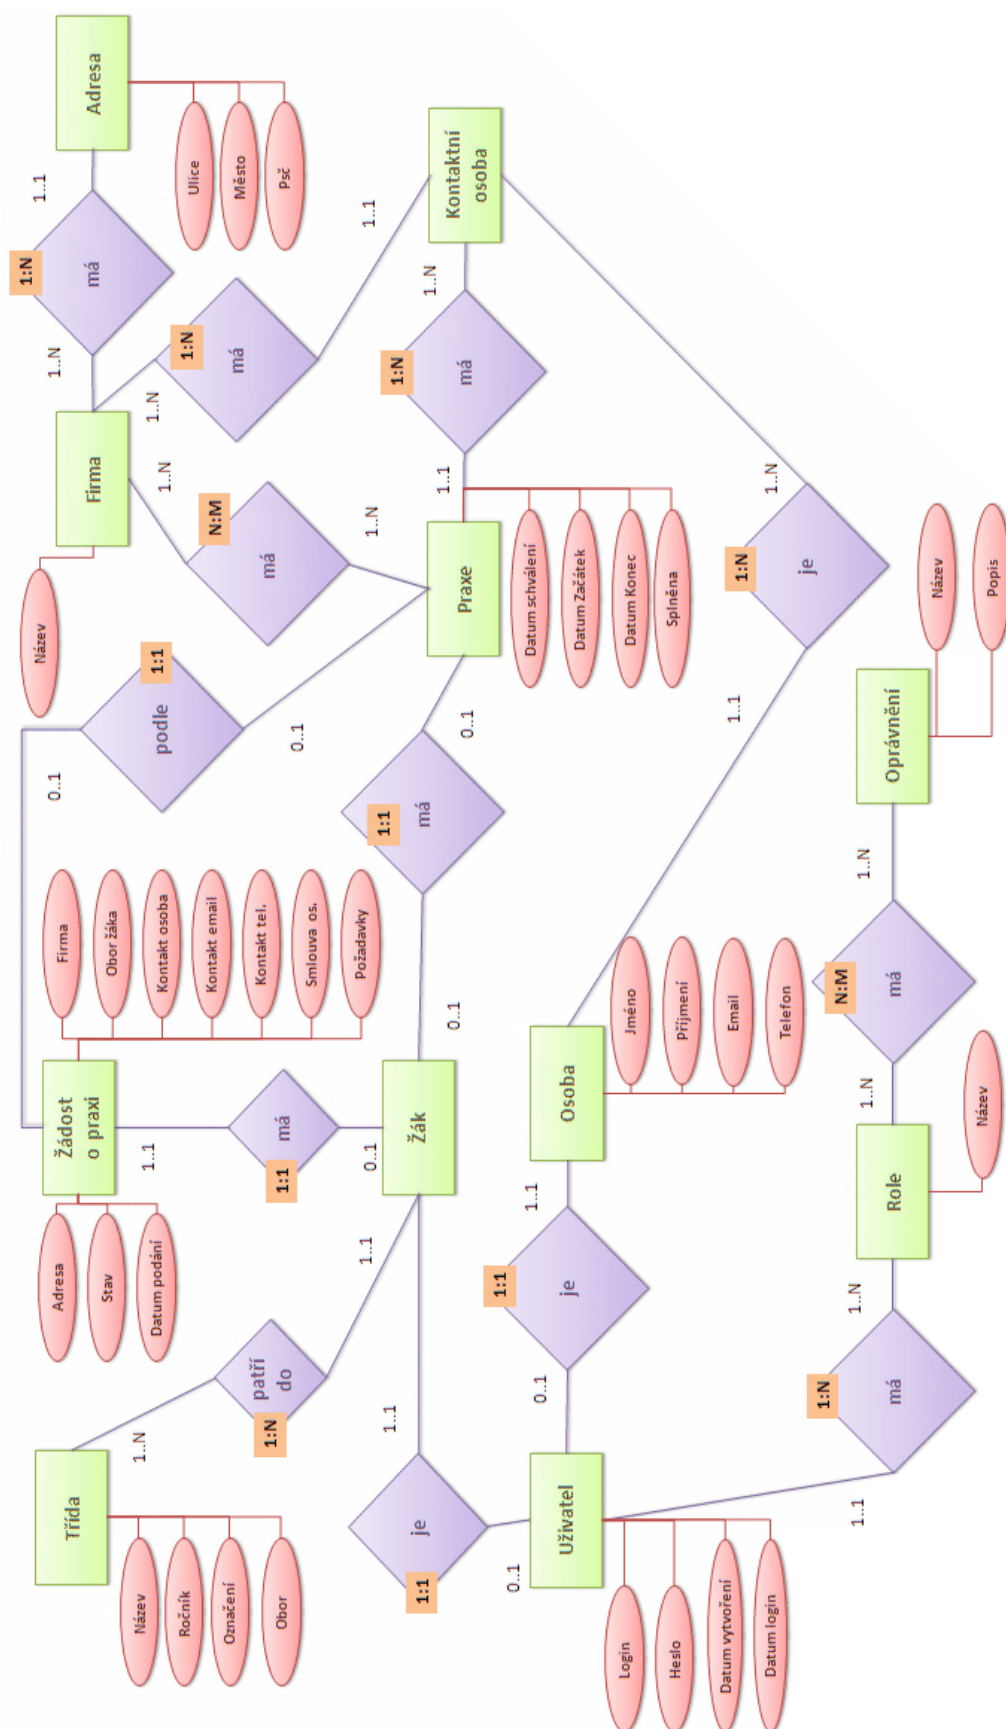 Třída
Název
Ročník
Označení
Obor
1..N
patří
do
1:N
1..1
Žádost
o praxi
Adresa
Stav
Datum podání
Firma
Obor žáka
Kontakt osoba
Kontakt email
Kontakt tel.
Smlouva os.
Požadavky
0..1
podle
1:1
0..1
1..1
má
1:1
0..1
Žák
0..1
má
1:1
0..1
1..1
je
1:1
0..1
Firma
Název
1..N
má
1:N
1..1
Adresa
Ulice
Město
Psč
1..N
má
1:N
1..1
1..N
má
N:M
1..N
Praxe
Datum schválení
Datum Začátek
Datum Konec
Splněna
1..1
má
1:N
1..N
Kontaktní
osoba
Uživatel
Login
Heslo
Datum vytvoření
Datum login
0..1
je
1:1
1..1
Osoba
Jméno
Příjmení
Email
Telefon
1..1
je
1:N
1..N
1..1
má
1:N
1..N
Role
Název
1..N
má
N:M
1..N
Oprávnění
Název
Popis